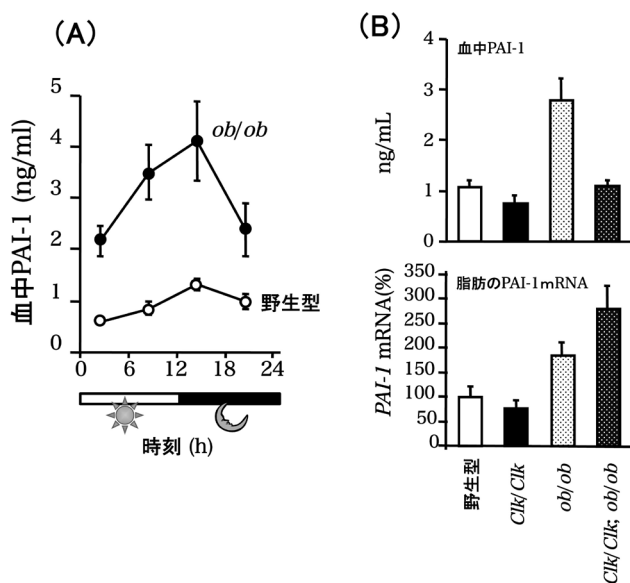 (A)
血中PAI-1 (ng/ml)
5
4
3
2
1
0
ob/ob
野生型
0 6 12 18 24
時刻 (h)
(B)
血中PAI-1
ng/mL
4
3
2
1
0
脂肪のPAI-1mRNA
PAI-1 mRNA(%)
350
300
250
200
150
100
50
0
野生型
Clk/Clk
ob/ob
Clk/Clk; ob/ob